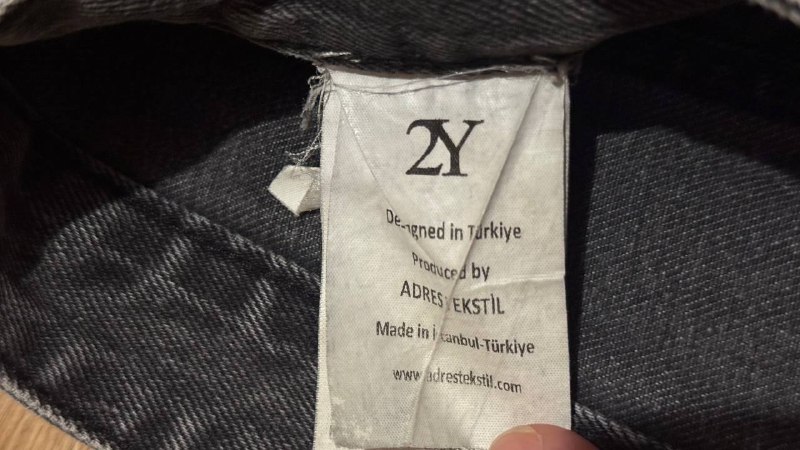 2Y
Designed in Türkiye
Produced by
ADRES TEKSTİL
Made in İstanbul-Türkiye
www.adrestekstil.com